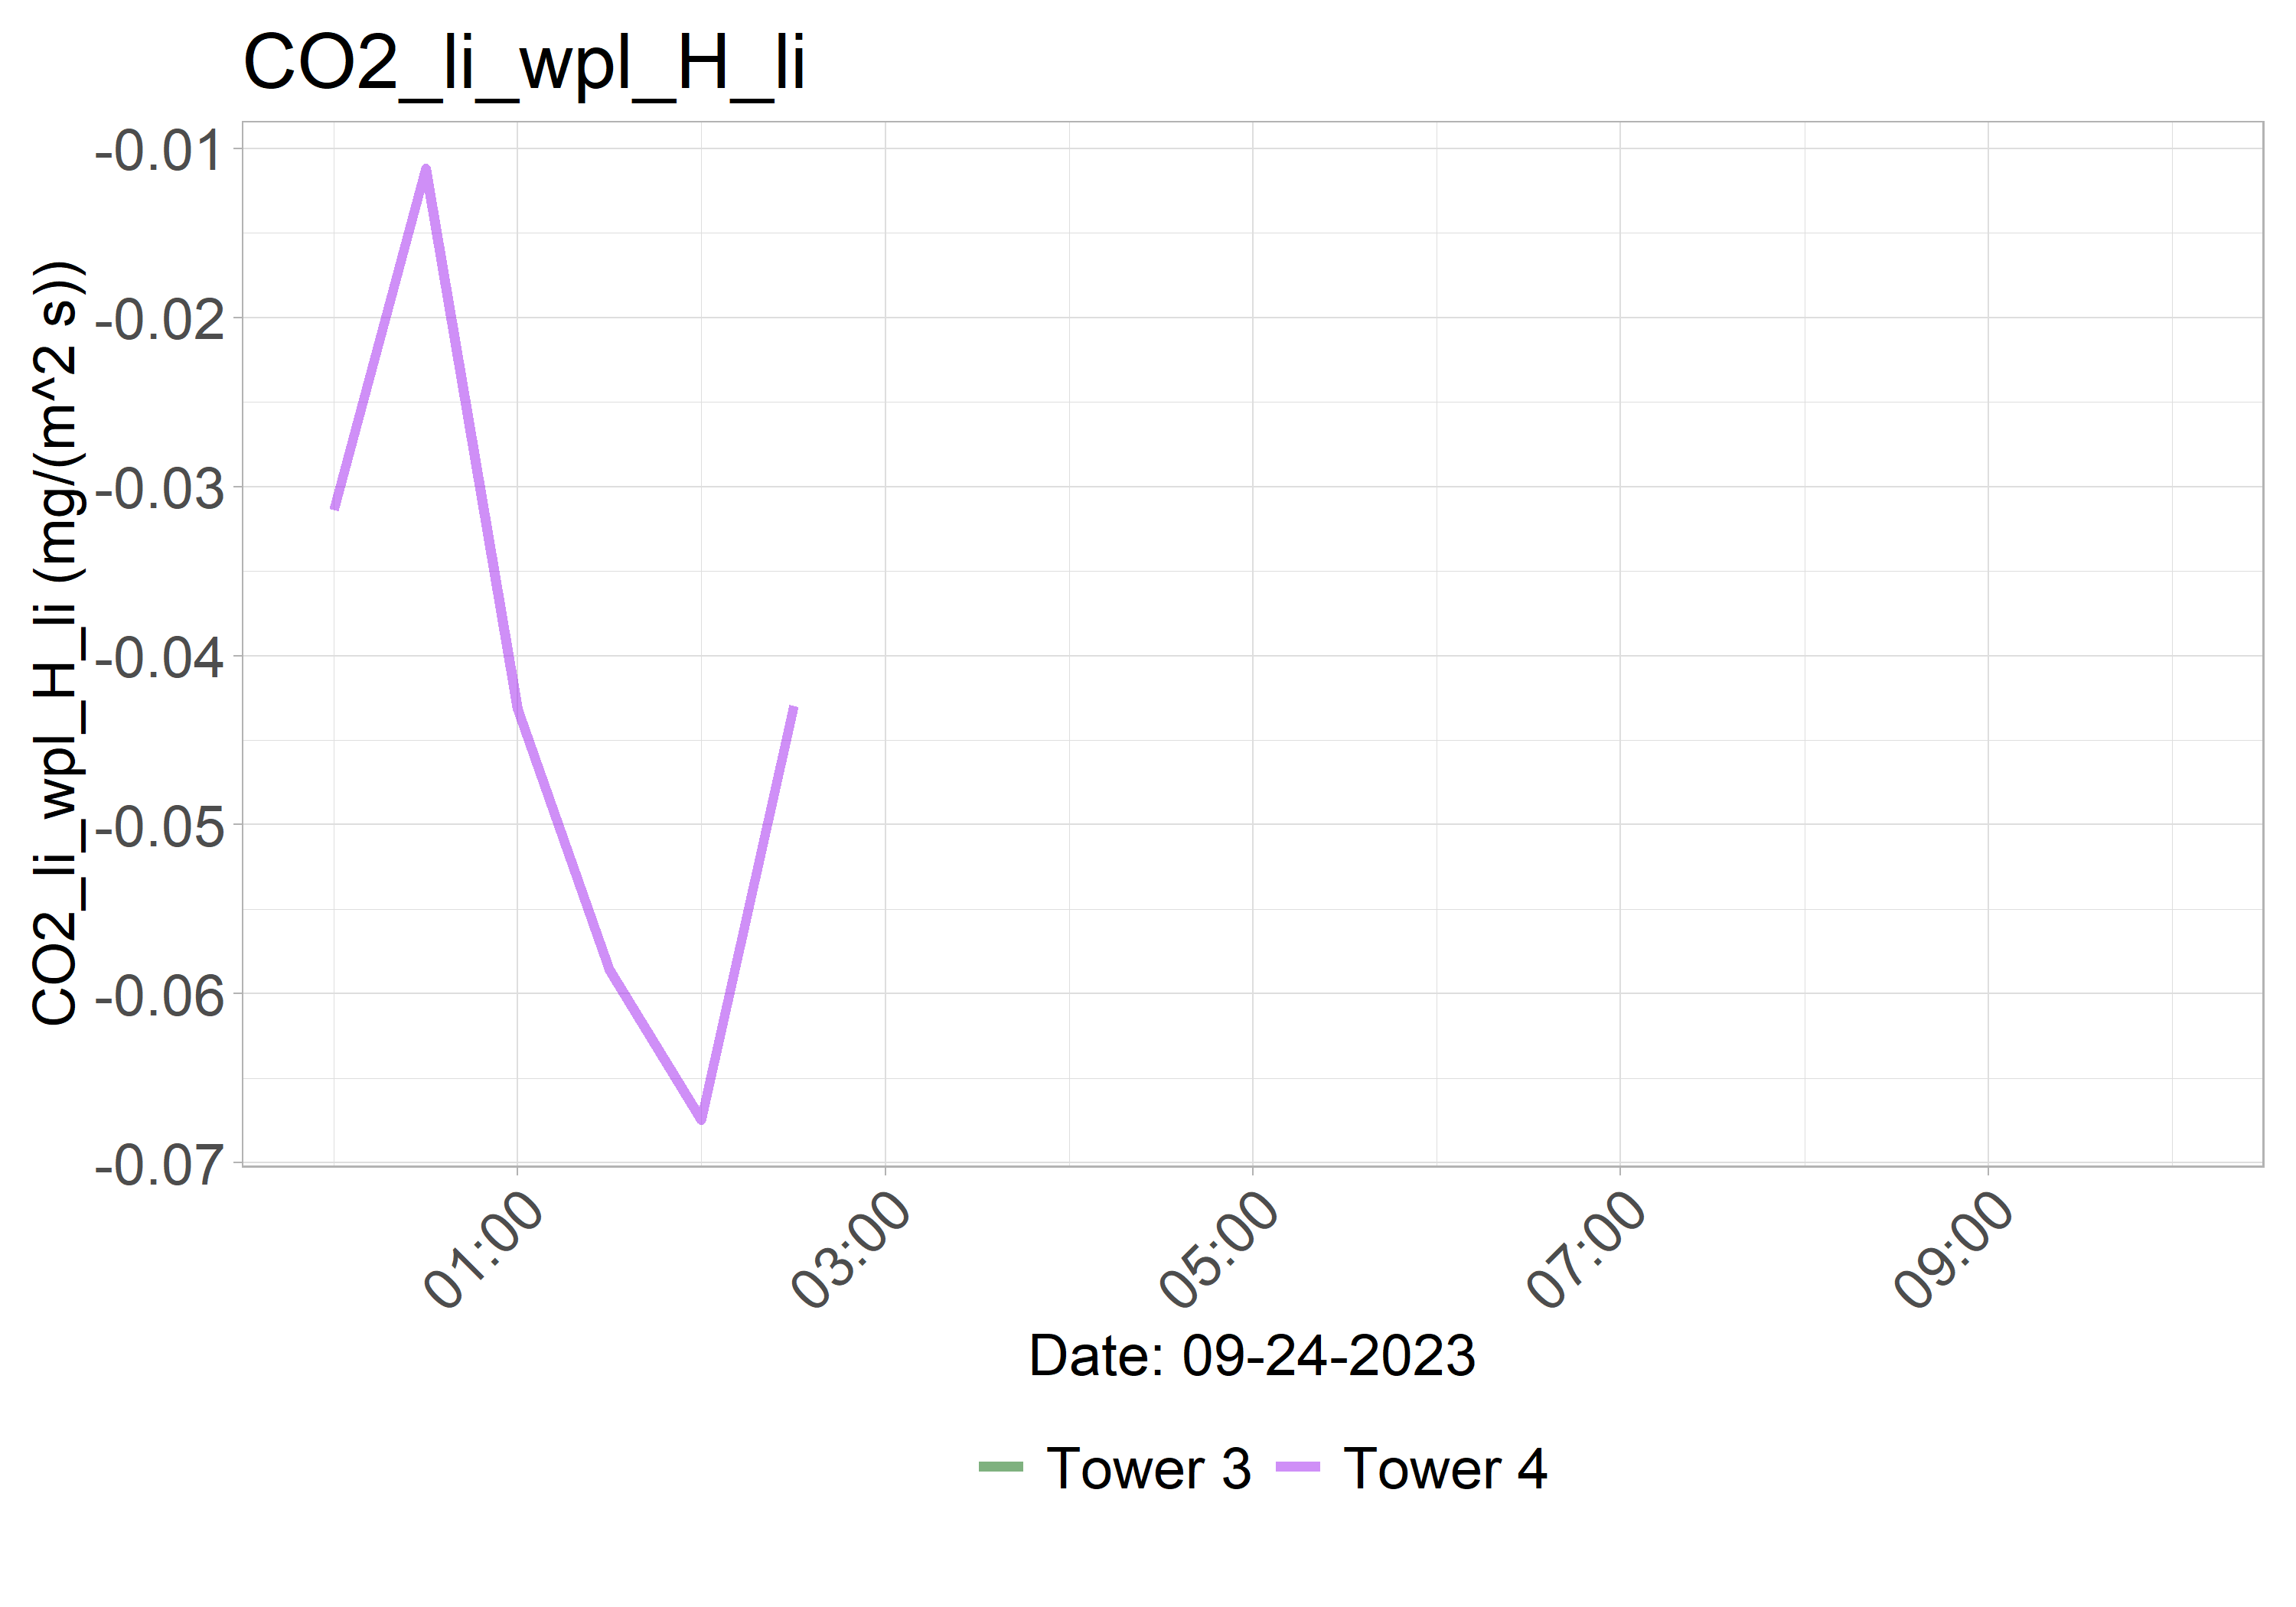 CO2_li_wpl_H_li
CO2_li_wpl_H_li (mg/(m^2 s))
-0.01
-0.02
-0.03
-0.04
-0.05
-0.06
-0.07
01:00
03:00
05:00
07:00
09:00
Date: 09-24-2023
Tower 3
Tower 4